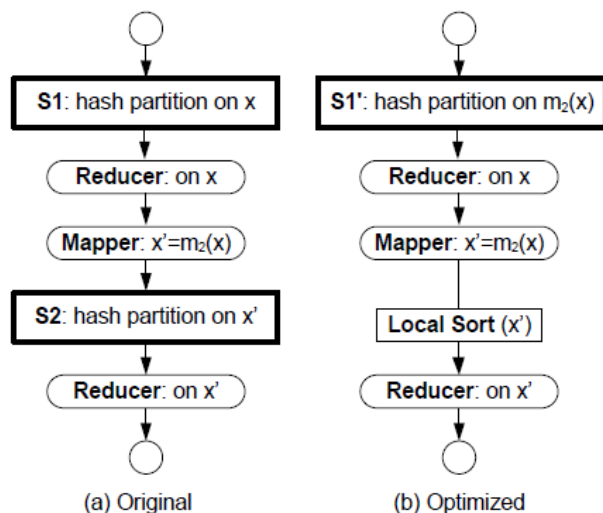 S1: hash partition on x
Reducer: on x
Mapper: x'=m₂(x)
S2: hash partition on x'
Reducer: on x'
(a) Original
S1': hash partition on m₂(x)
Reducer: on x
Mapper: x'=m₂(x)
Local Sort (x')
Reducer: on x'
(b) Optimized